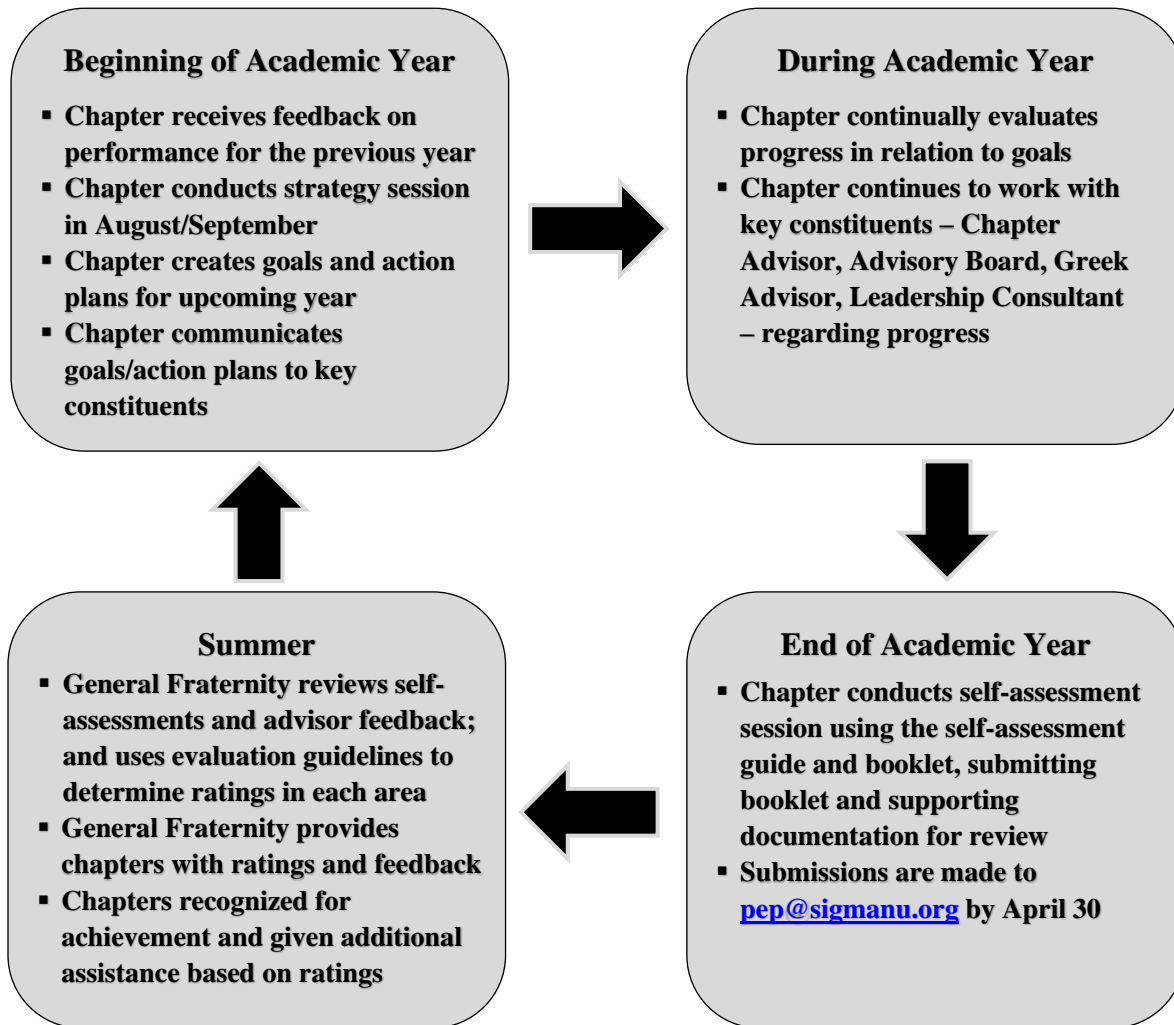 Beginning of Academic Year
▪ Chapter receives feedback on
performance for the previous year
▪ Chapter conducts strategy session
in August/September
▪ Chapter creates goals and action
plans for upcoming year
▪ Chapter communicates
goals/action plans to key
constituents
During Academic Year
▪ Chapter continually evaluates
progress in relation to goals
▪ Chapter continues to work with
key constituents – Chapter
Advisor, Advisory Board, Greek
Advisor, Leadership Consultant
– regarding progress
End of Academic Year
▪ Chapter conducts self-assessment
session using the self-assessment
guide and booklet, submitting
booklet and supporting
documentation for review
▪ Submissions are made to
pep@sigmanu.org by April 30
Summer
▪ General Fraternity reviews self-
assessments and advisor feedback;
and uses evaluation guidelines to
determine ratings in each area
▪ General Fraternity provides
chapters with ratings and feedback
▪ Chapters recognized for
achievement and given additional
assistance based on ratings